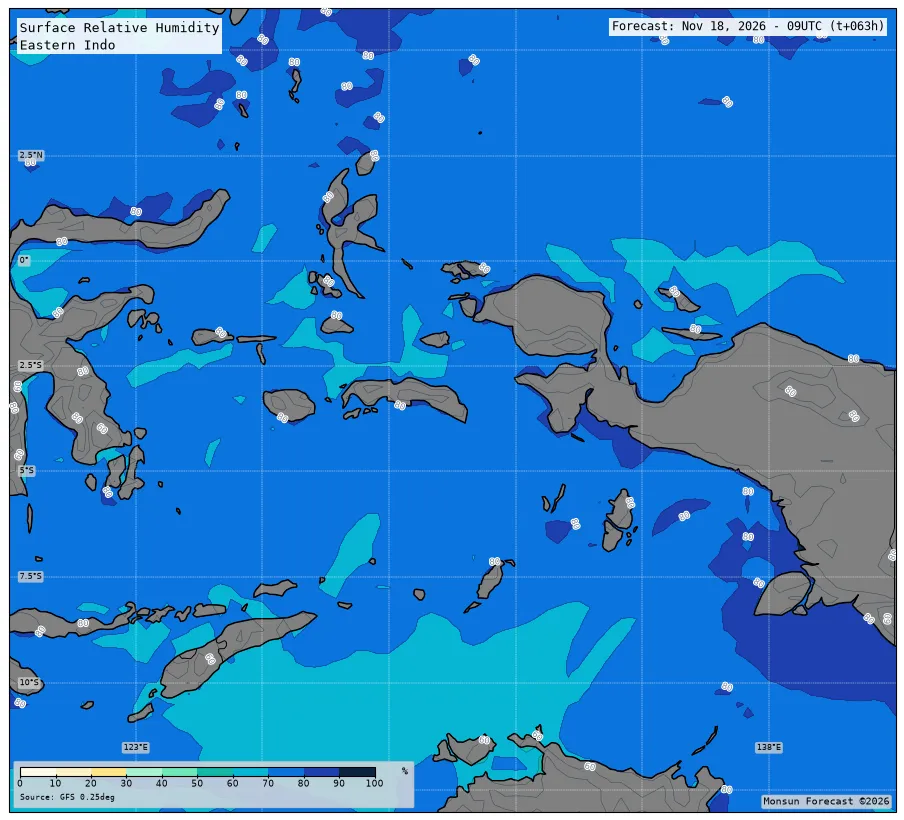 Surface Relative Humidity
Eastern Indo
Forecast: Nov 18, 2026 - 09UTC (t+063h)
2.5°N
0°
2.5°S
5°S
7.5°S
10°S
123°E
138°E
%
0 10 20 30 40 50 60 70 80 90 100
Source: GFS 0.25deg
Monsun Forecast ©2026